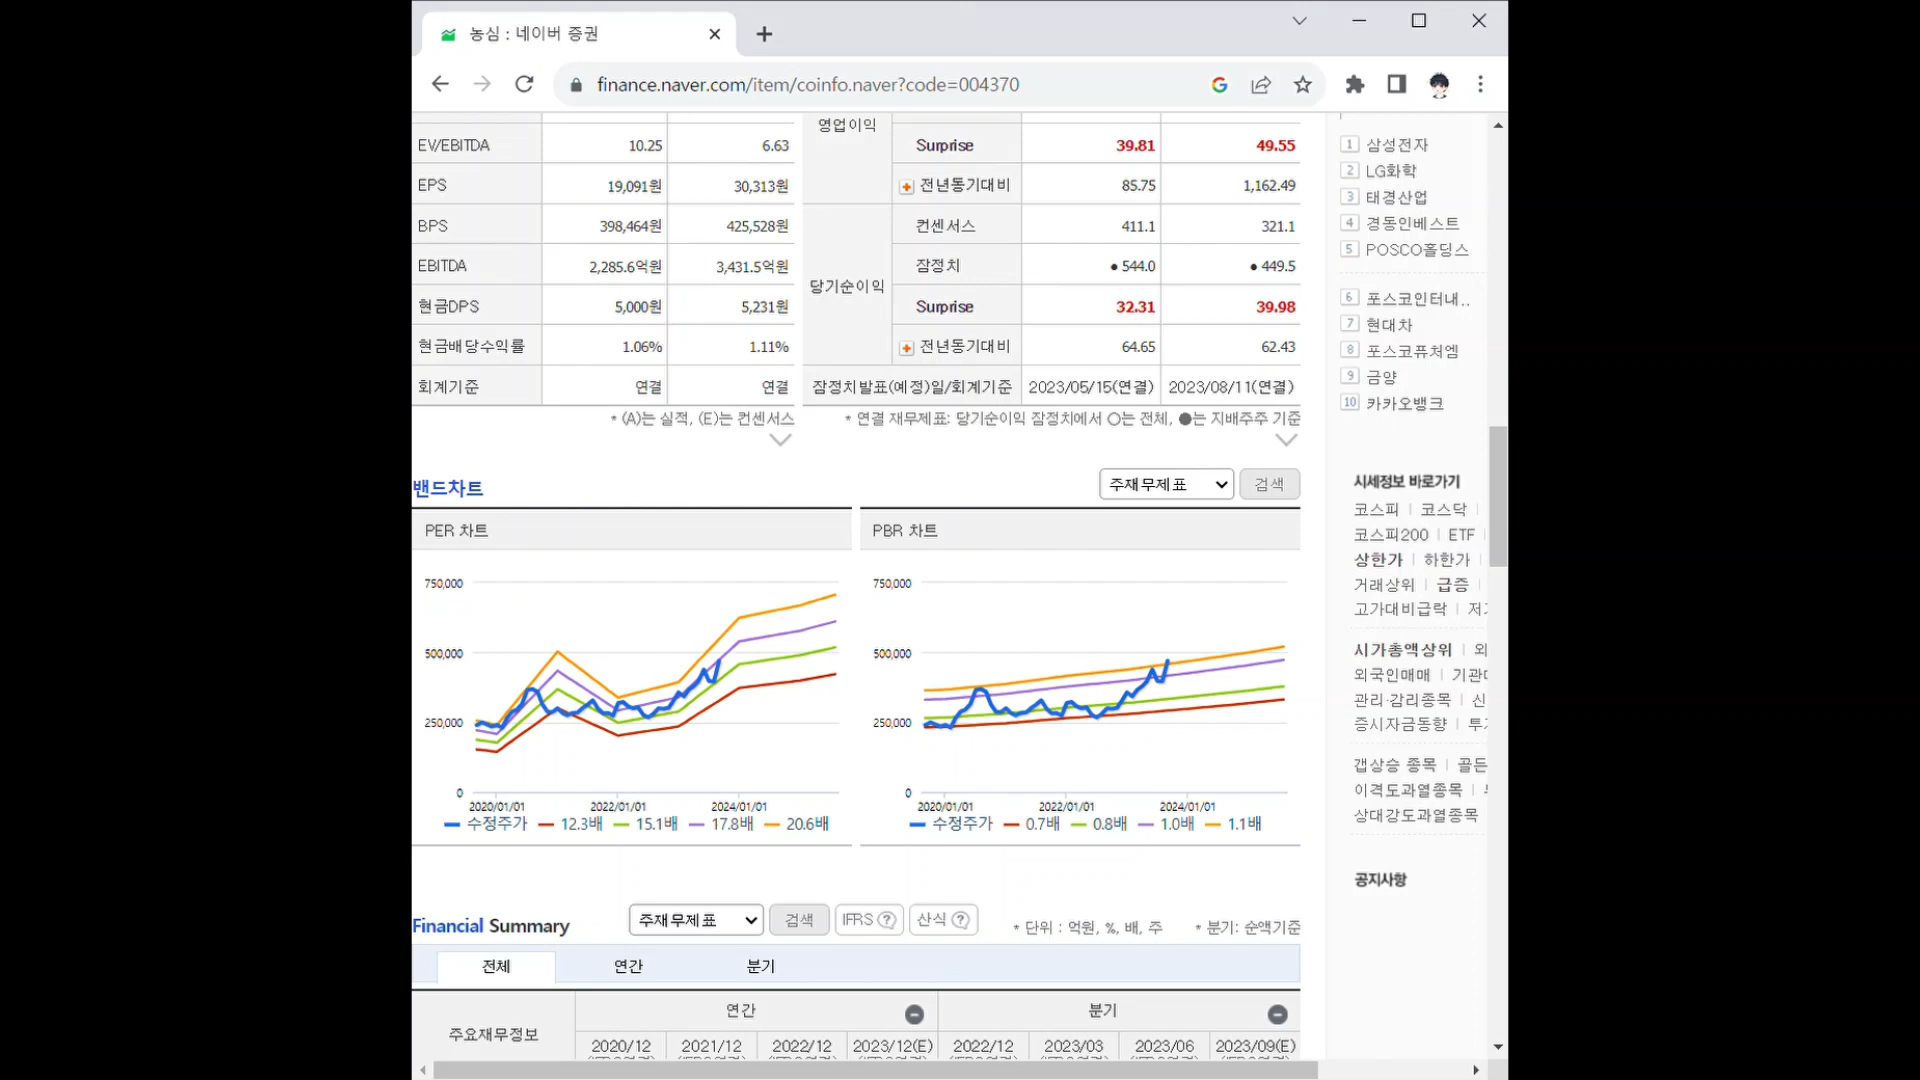 농심 : 네이버 증권
finance.naver.com/item/coinfo.naver?code=004370
EV/EBITDA 10.25 6.63
EPS 19,091원 30,313원
BPS 398,464원 425,528원
EBITDA 2,285.6억원 3,431.5억원
현금DPS 5,000원 5,231원
현금배당수익률 1.06% 1.11%
회계기준 연결 연결
* (A)는 실적, (E)는 컨센서스
영업이익
Surprise 39.81 49.55
전년동기대비 85.75 1,162.49
당기순이익
컨센서스 411.1 321.1
잠정치 ● 544.0 ● 449.5
Surprise 32.31 39.98
전년동기대비 64.65 62.43
잠정치발표(예정)일/회계기준 2023/05/15(연결) 2023/08/11(연결)
* 연결 재무제표: 당기순이익 잠정치에서 ○는 전체, ●는 지배주주 기준
밴드차트
주재무제표 검색
PER 차트
750,000
500,000
250,000
0
2020/01/01 2022/01/01 2024/01/01
수정주가 12.3배 15.1배 17.8배 20.6배
PBR 차트
750,000
500,000
250,000
0
2020/01/01 2022/01/01 2024/01/01
수정주가 0.7배 0.8배 1.0배 1.1배
Financial Summary
주재무제표 검색 IFRS ? 산식 ?
* 단위 : 억원, %, 배, 주 * 분기: 순액기준
전체 연간 분기
주요재무정보 연간 분기
2020/12 2021/12 2022/12 2023/12(E) 2022/12 2023/03 2023/06 2023/09(E)
1 삼성전자
2 LG화학
3 태경산업
4 경동인베스트
5 POSCO홀딩스
6 포스코인터내..
7 현대차
8 포스코퓨처엠
9 금양
10 카카오뱅크
시세정보 바로가기
코스피 코스닥
코스피200 ETF
상한가 하한가
거래상위 급증
고가대비급락
시가총액상위 외
외국인매매
관리·감리종목 신
증시자금동향
갭상승 종목 골든
이격도과열종목
상대강도과열종목
공지사항